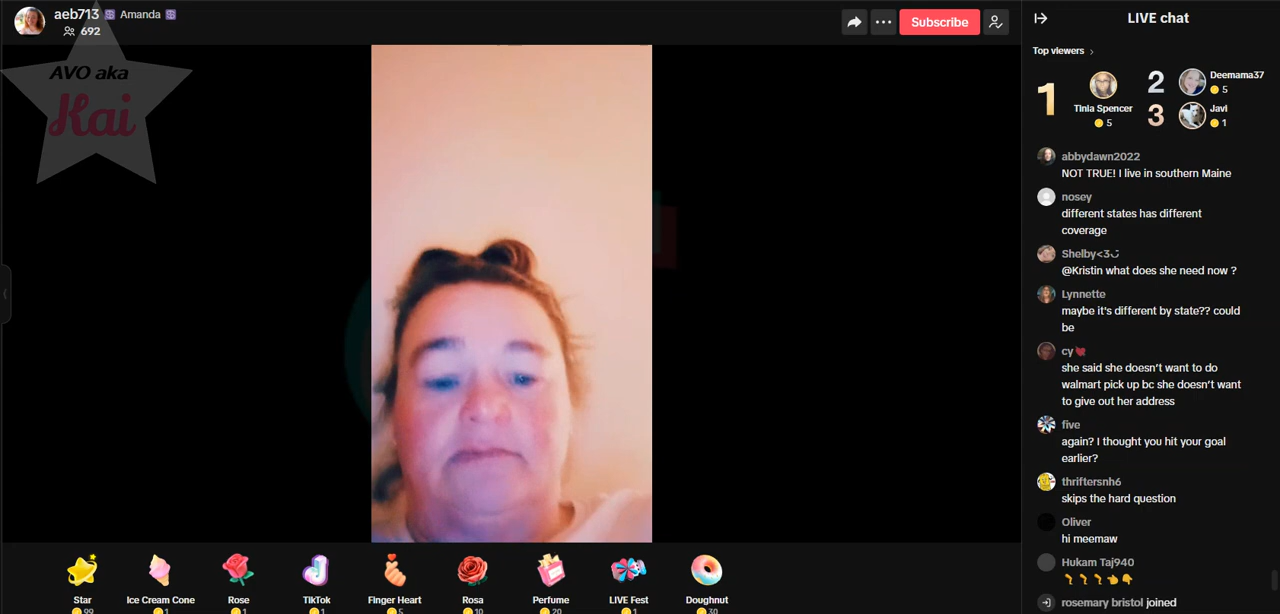 aeb713 Amanda
692
AVO aka
Kai
Subscribe
LIVE chat
Top viewers >
1
Tinla Spencer
5
2
Deemama37
5
3
Javi
1
abbydawn2022
NOT TRUE! I live in southern Maine
nosey
different states has different
coverage
Shelby<3
@Kristin what does she need now ?
Lynnette
maybe it's different by state?? could
be
cy
she said she doesn't want to do
walmart pick up bc she doesn't want
to give out her address
five
again? I thought you hit your goal
earlier?
thriftersnh6
skips the hard question
Oliver
hi meemaw
Hukam Taj940
rosemary bristol joined
Star
99
Ice Cream Cone
1
Rose
1
TikTok
1
Finger Heart
5
Rosa
10
Perfume
20
LIVE Fest
1
Doughnut
30